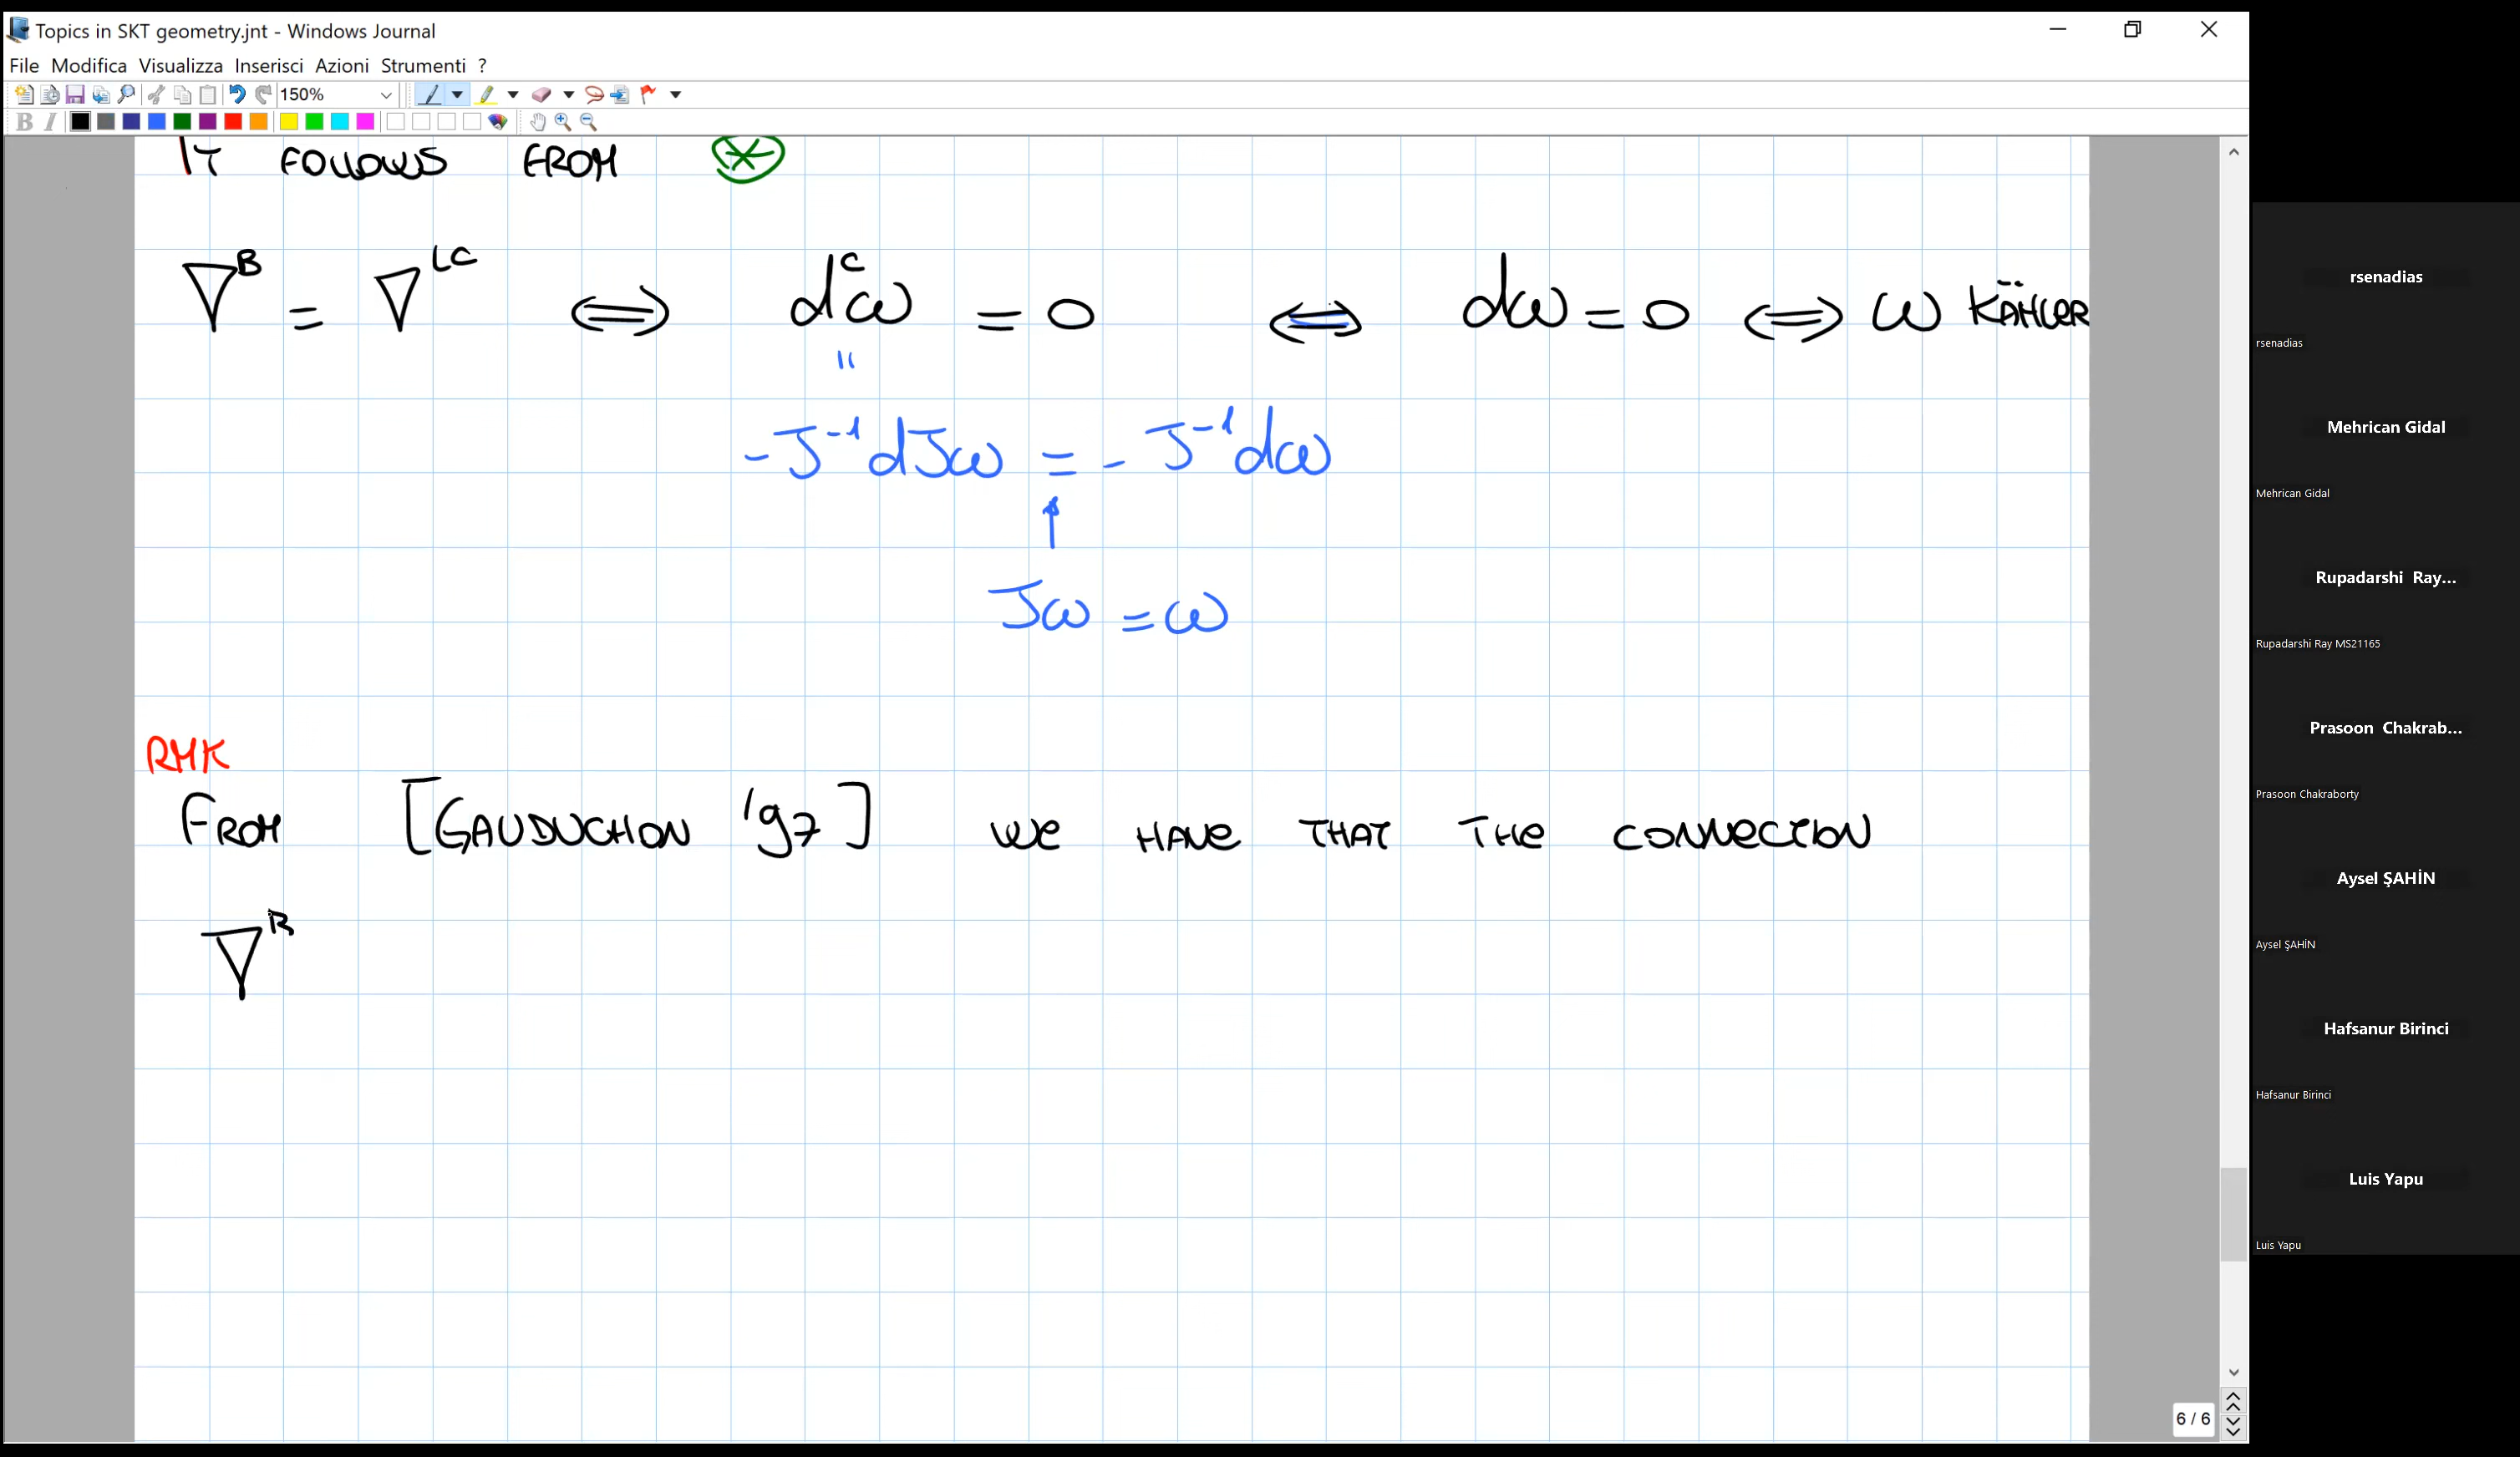 Topics in SKT geometry.jnt - Windows Journal
File Modifica Visualizza Inserisci Azioni Strumenti ?
150%
B I
IT FOLLOWS FROM ⊛
∇^B = ∇^LC ⟺ d^cω = 0 ⟺ dω = 0 ⟺ ω KÄHLER
"
-J^-1 dJω = - J^-1 dω
↑
Jω = ω
RMK
FROM [GAUDUCHON '97] WE HAVE THAT THE CONNECTION
∇^B
6 / 6
rsenadias
rsenadias
Mehrican Gidal
Mehrican Gidal
Rupadarshi Ray...
Rupadarshi Ray MS21165
Prasoon Chakrab...
Prasoon Chakraborty
Aysel ŞAHİN
Aysel ŞAHİN
Hafsanur Birinci
Hafsanur Birinci
Luis Yapu
Luis Yapu